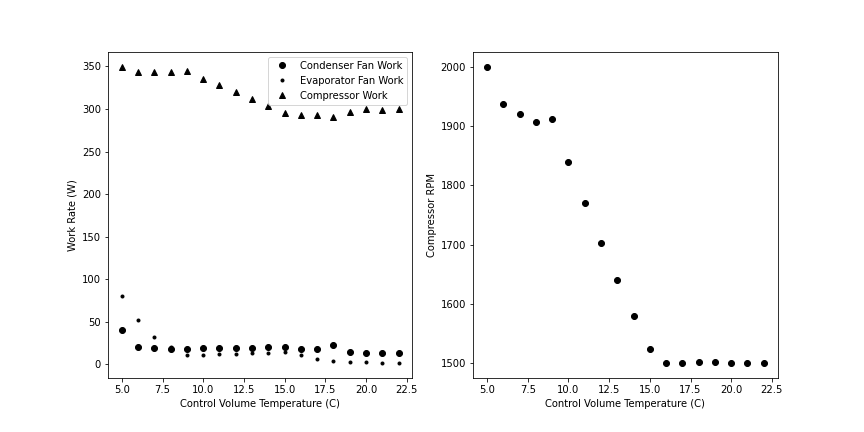 350
300
250
200
150
100
50
0
Work Rate (W)
Condenser Fan Work
Evaporator Fan Work
Compressor Work
5.0 7.5 10.0 12.5 15.0 17.5 20.0 22.5
Control Volume Temperature (C)
2000
1900
1800
1700
1600
1500
Compressor RPM
5.0 7.5 10.0 12.5 15.0 17.5 20.0 22.5
Control Volume Temperature (C)